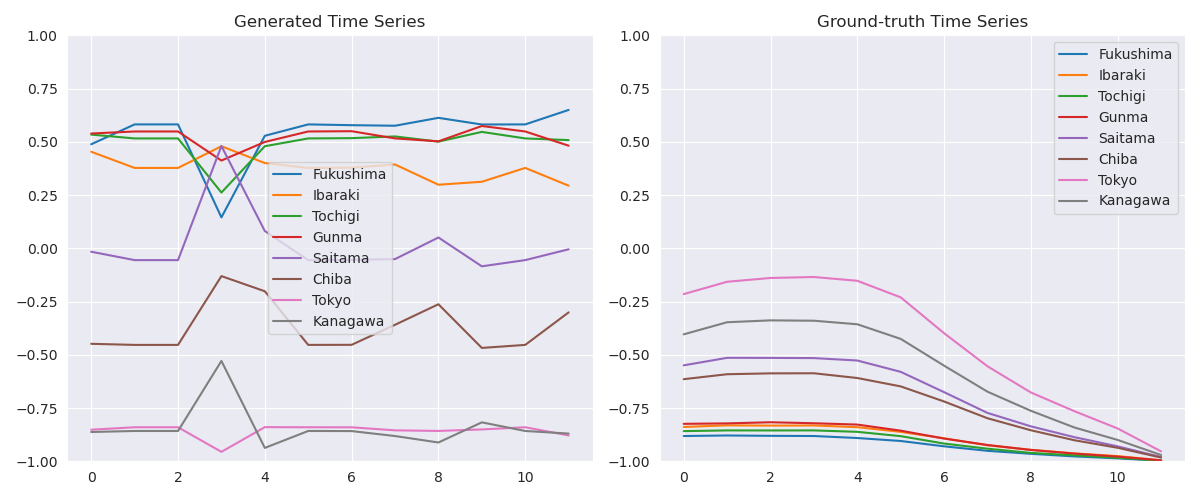 Generated Time Series
1.00
0.75
0.50
0.25
0.00
−0.25
−0.50
−0.75
−1.00
0 2 4 6 8 10
Fukushima
Ibaraki
Tochigi
Gunma
Saitama
Chiba
Tokyo
Kanagawa
Ground-truth Time Series
1.00
0.75
0.50
0.25
0.00
−0.25
−0.50
−0.75
−1.00
0 2 4 6 8 10
Fukushima
Ibaraki
Tochigi
Gunma
Saitama
Chiba
Tokyo
Kanagawa